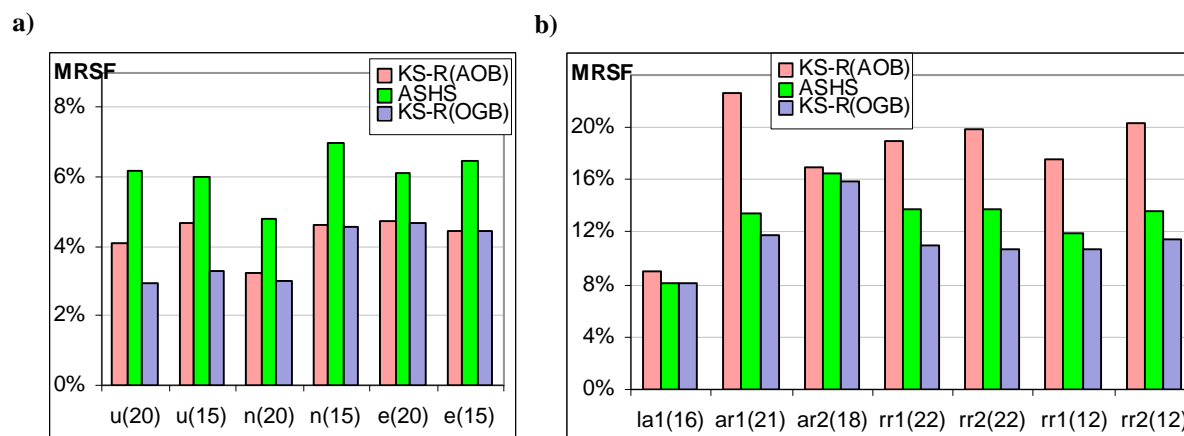 a)
MRSF
KS-R(AOB)
ASHS
KS-R(OGB)
8%
6%
4%
2%
0%
u(20) u(15) n(20) n(15) e(20) e(15)
b)
MRSF
KS-R(AOB)
ASHS
KS-R(OGB)
20%
16%
12%
8%
4%
0%
la1(16) ar1(21) ar2(18) rr1(22) rr2(22) rr1(12) rr2(12)